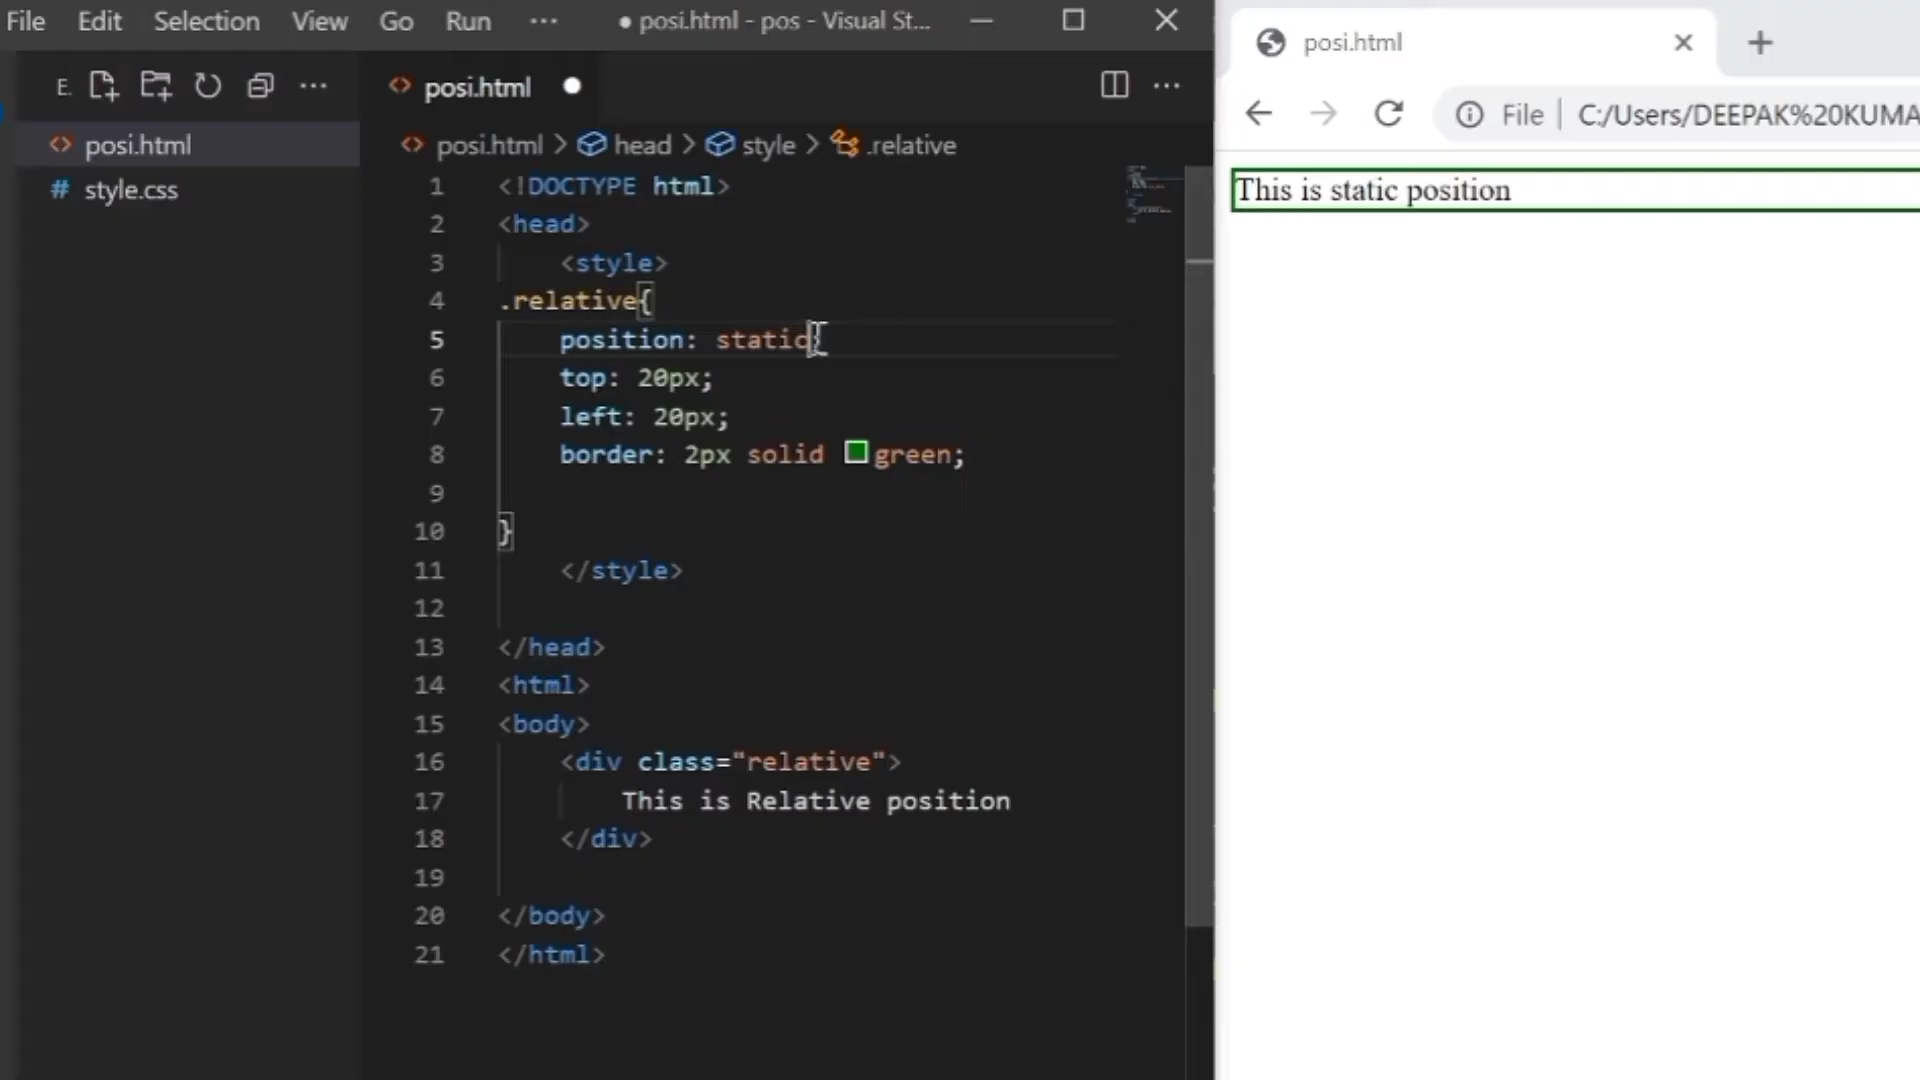 File Edit Selection View Go Run ··· ● posi.html - pos - Visual St...
E. ···
posi.html
# style.css
<> posi.html ● ···
<> posi.html > head > style > .relative
1 <!DOCTYPE html>
2 <head>
3 <style>
4 .relative{
5 position: static
6 top: 20px;
7 left: 20px;
8 border: 2px solid green;
9
10 }
11 </style>
12
13 </head>
14 <html>
15 <body>
16 <div class="relative">
17 This is Relative position
18 </div>
19
20 </body>
21 </html>
posi.html
File | C:/Users/DEEPAK%20KUMA
This is static position